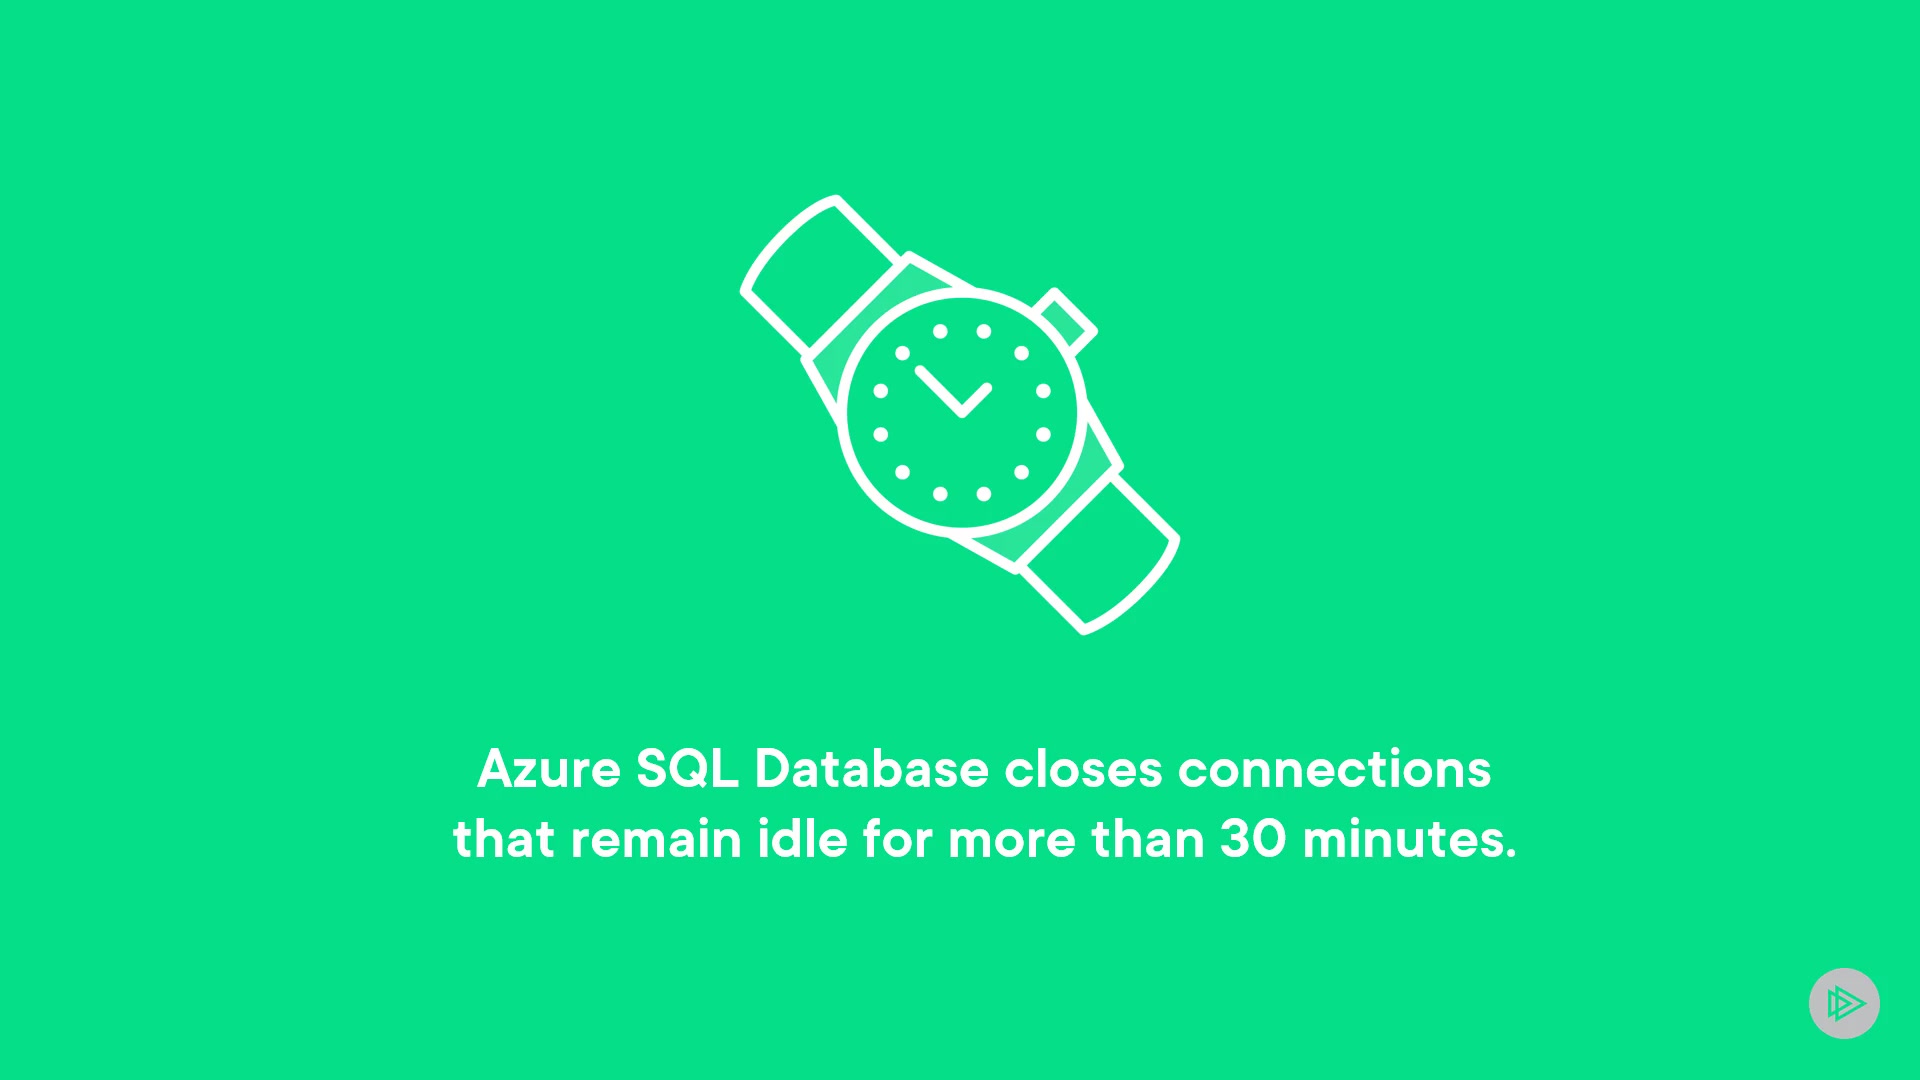 Azure SQL Database closes connections
that remain idle for more than 30 minutes.